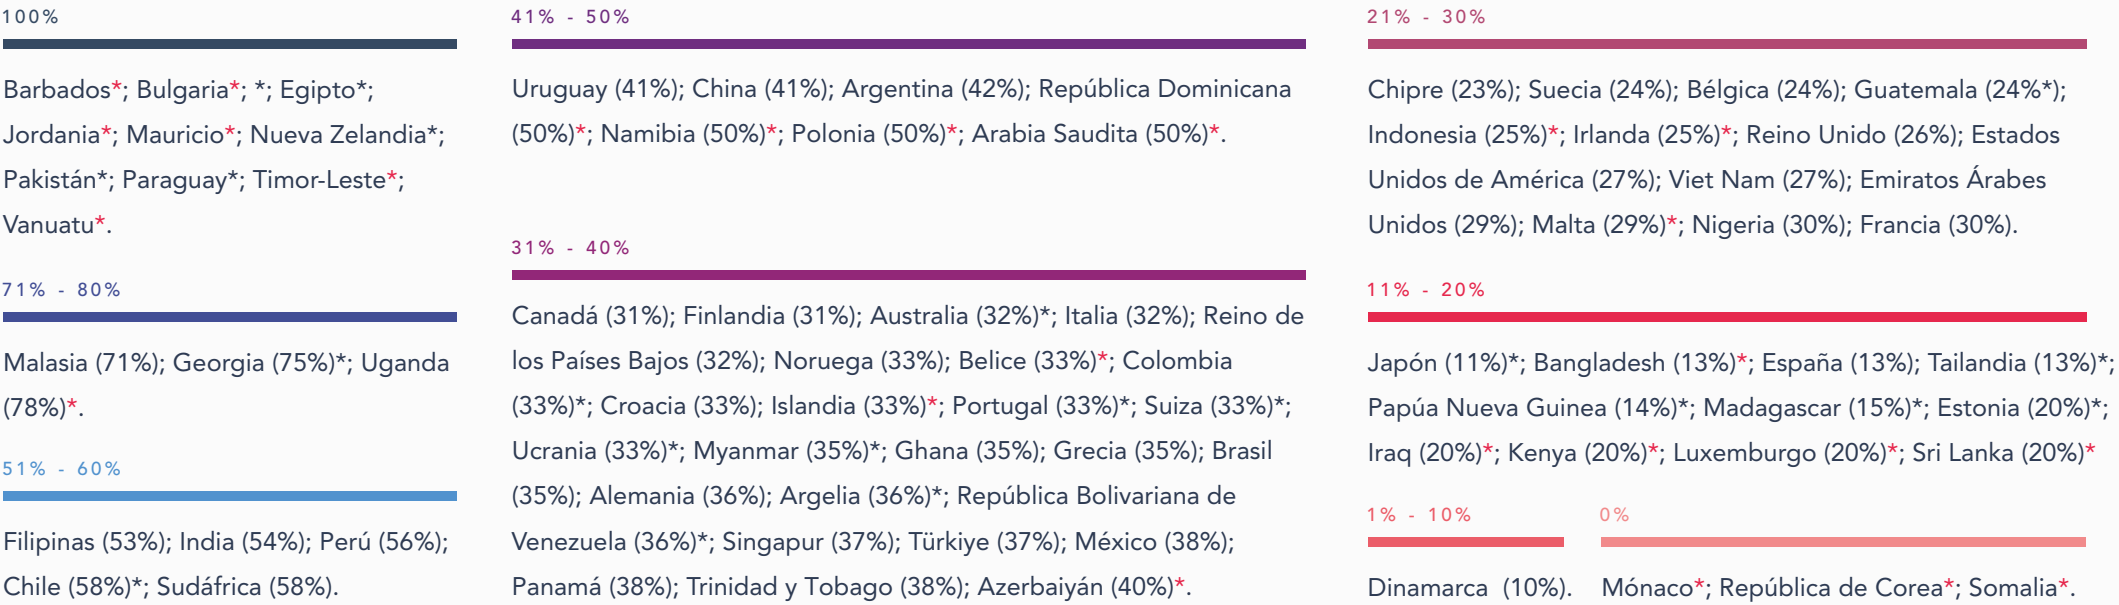 100%
Barbados*; Bulgaria*; *; Egipto*;
Jordania*; Mauricio*; Nueva Zelandia*;
Pakistán*; Paraguay*; Timor-Leste*;
Vanuatu*.
71% - 80%
Malasia (71%); Georgia (75%)*; Uganda
(78%)*.
51% - 60%
Filipinas (53%); India (54%); Perú (56%);
Chile (58%)*; Sudáfrica (58%).
41% - 50%
Uruguay (41%); China (41%); Argentina (42%); República Dominicana
(50%)*; Namibia (50%)*; Polonia (50%)*; Arabia Saudita (50%)*.
31% - 40%
Canadá (31%); Finlandia (31%); Australia (32%)*; Italia (32%); Reino de
los Países Bajos (32%); Noruega (33%); Belice (33%)*; Colombia
(33%)*; Croacia (33%); Islandia (33%)*; Portugal (33%)*; Suiza (33%)*;
Ucrania (33%)*; Myanmar (35%)*; Ghana (35%); Grecia (35%); Brasil
(35%); Alemania (36%); Argelia (36%)*; República Bolivariana de
Venezuela (36%)*; Singapur (37%); Türkiye (37%); México (38%);
Panamá (38%); Trinidad y Tobago (38%); Azerbaiyán (40%)*.
21% - 30%
Chipre (23%); Suecia (24%); Bélgica (24%); Guatemala (24%*);
Indonesia (25%)*; Irlanda (25%)*; Reino Unido (26%); Estados
Unidos de América (27%); Viet Nam (27%); Emiratos Árabes
Unidos (29%); Malta (29%)*; Nigeria (30%); Francia (30%).
11% - 20%
Japón (11%)*; Bangladesh (13%)*; España (13%); Tailandia (13%)*;
Papúa Nueva Guinea (14%)*; Madagascar (15%)*; Estonia (20%)*;
Iraq (20%)*; Kenya (20%)*; Luxemburgo (20%)*; Sri Lanka (20%)*
1% - 10%
Dinamarca (10%).
0%
Mónaco*; República de Corea*; Somalia*.